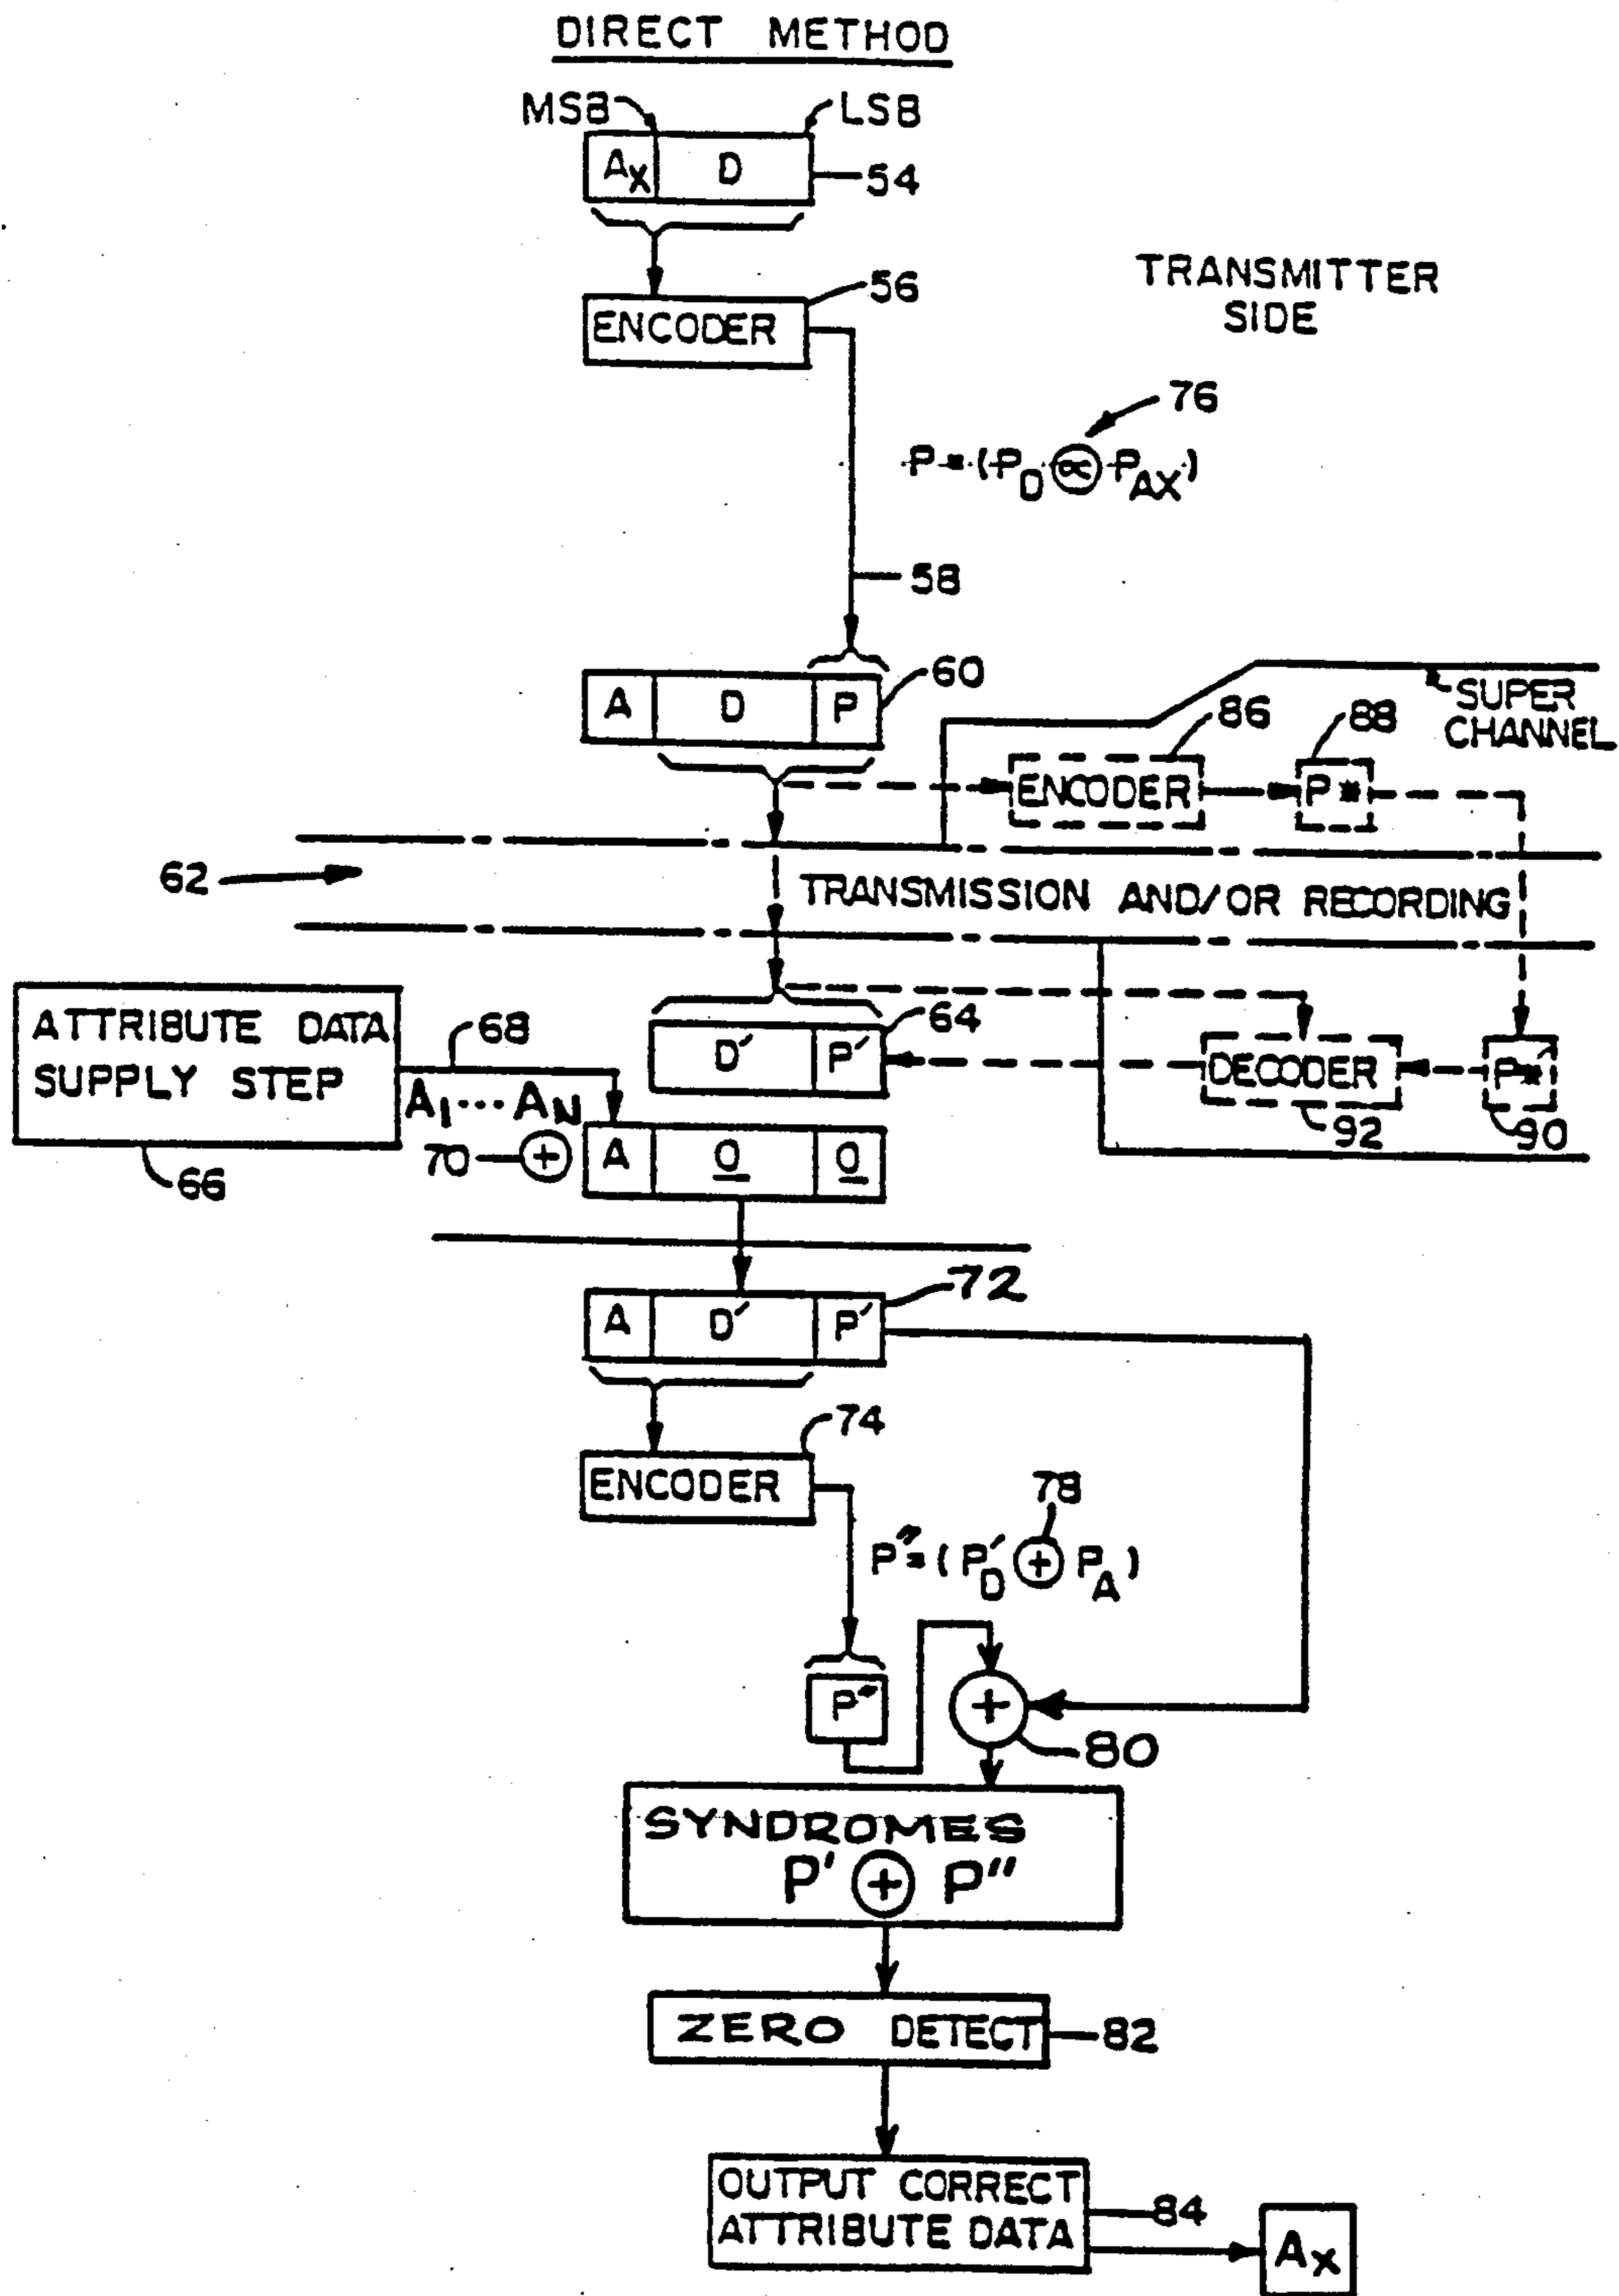 DIRECT METHOD
MSB LSB
Ax D 54
56
ENCODER
TRANSMITTER
SIDE
76
P = (PD ∝ PAX)
58
A D P 60
SUPER
CHANNEL
86 88
ENCODER P*
62
TRANSMISSION AND/OR RECORDING
ATTRIBUTE DATA
SUPPLY STEP
66
68
A1...AN
D' P' 64
DECODER P*'
92 90
70 + A 0 0
A D' P' 72
74
ENCODER
78
P" = (P'D + PA)
P" + 80
SYNDROMES
P' + P"
ZERO DETECT 82
OUTPUT CORRECT
ATTRIBUTE DATA
84
Ax